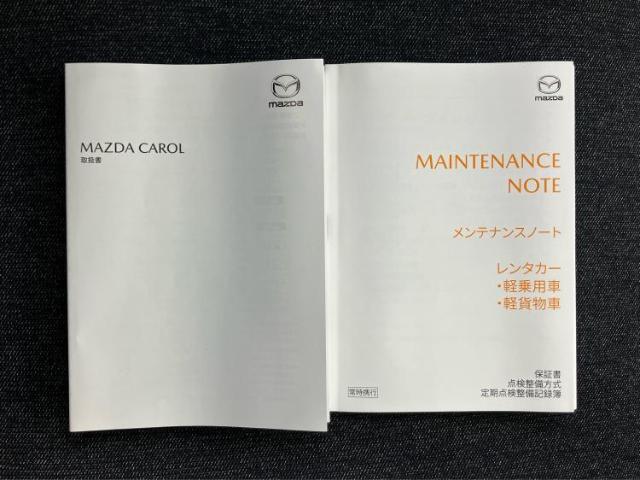 mazda
MAZDA CAROL
取扱書
mazda
MAINTENANCE
NOTE
メンテナンスノート
レンタカー
・軽乗用車
・軽貨物車
保証書
点検整備方式
定期点検整備記録簿
常時携行